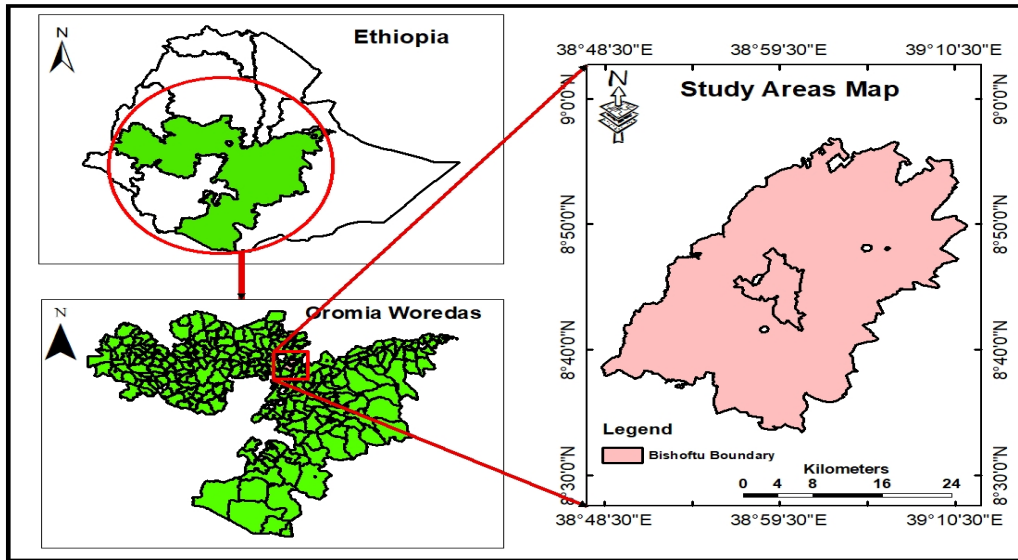 N
Ethiopia
N
Oromia Woredas
38°48'30"E 38°59'30"E 39°10'30"E
Study Areas Map
N
9°0'0"N 9°0'0"N
8°50'0"N 8°50'0"N
8°40'0"N 8°40'0"N
8°30'0"N 8°30'0"N
Legend
Bishoftu Boundary
Kilometers
0 4 8 16 24
38°48'30"E 38°59'30"E 39°10'30"E